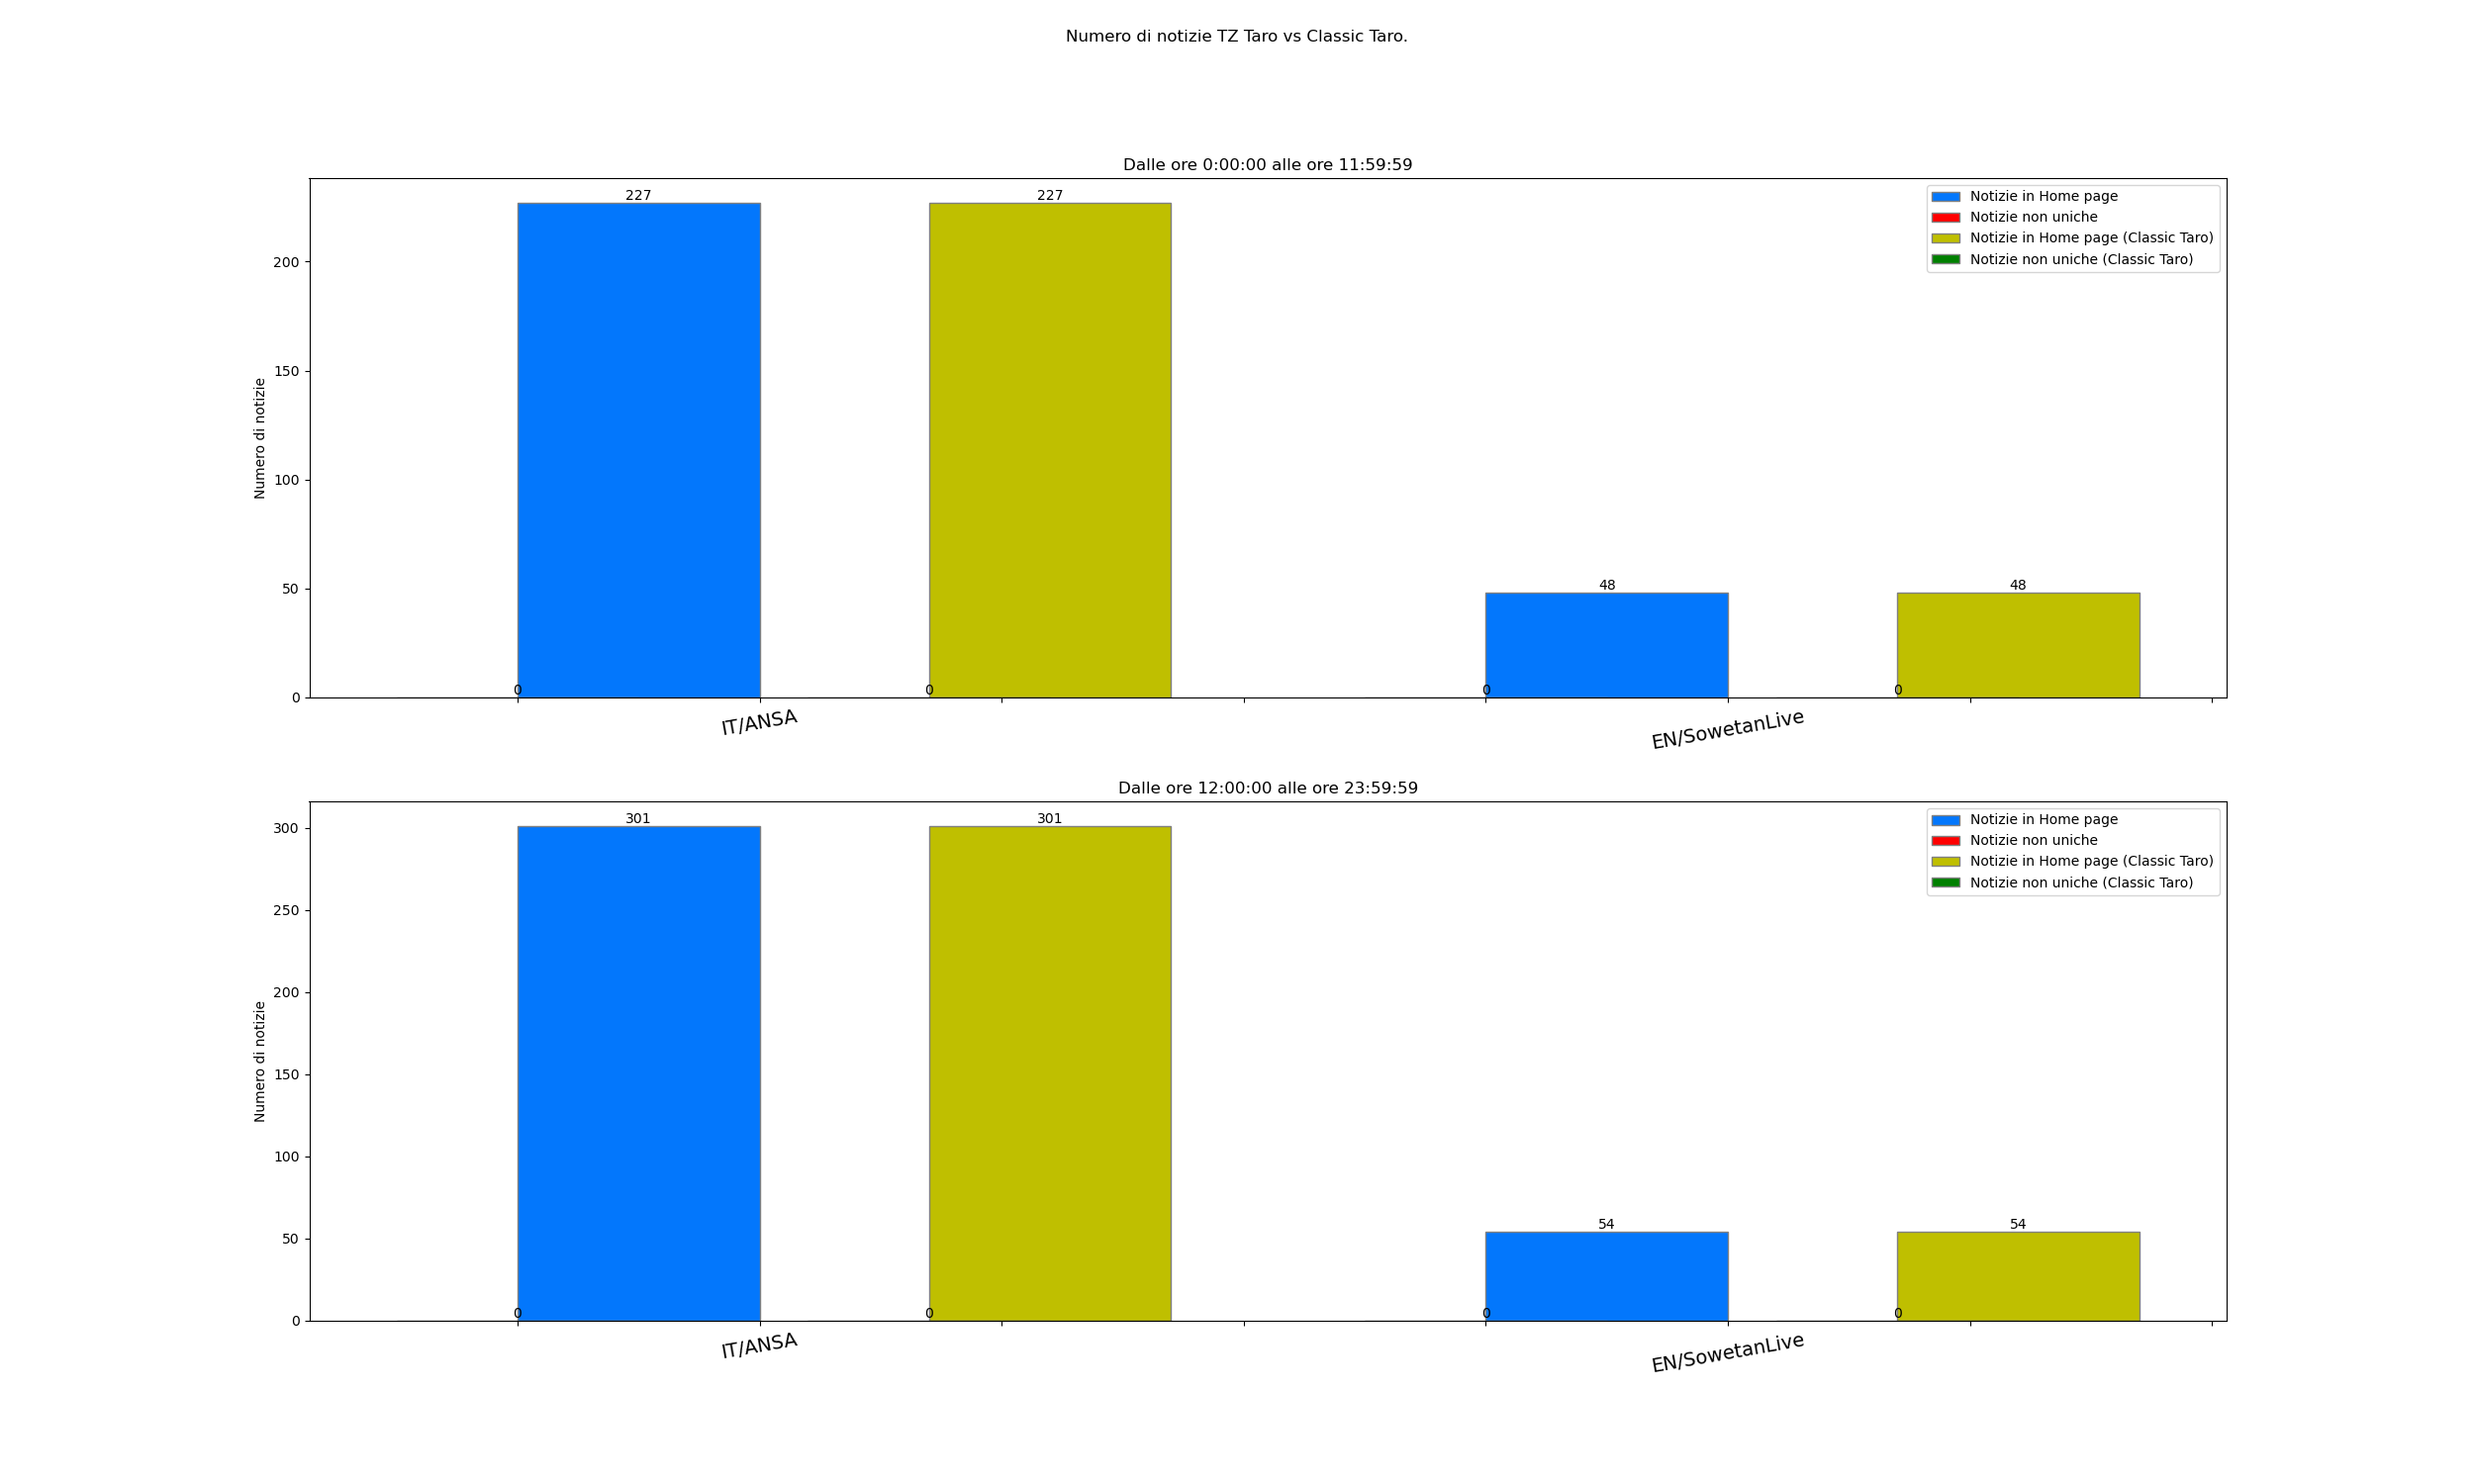 Numero di notizie TZ Taro vs Classic Taro.
Dalle ore 0:00:00 alle ore 11:59:59
Numero di notizie
200
150
100
50
0
227
227
48
48
0
0
0
0
Notizie in Home page
Notizie non uniche
Notizie in Home page (Classic Taro)
Notizie non uniche (Classic Taro)
IT/ANSA
EN/SowetanLive
Dalle ore 12:00:00 alle ore 23:59:59
Numero di notizie
300
250
200
150
100
50
0
301
301
54
54
0
0
0
0
Notizie in Home page
Notizie non uniche
Notizie in Home page (Classic Taro)
Notizie non uniche (Classic Taro)
IT/ANSA
EN/SowetanLive